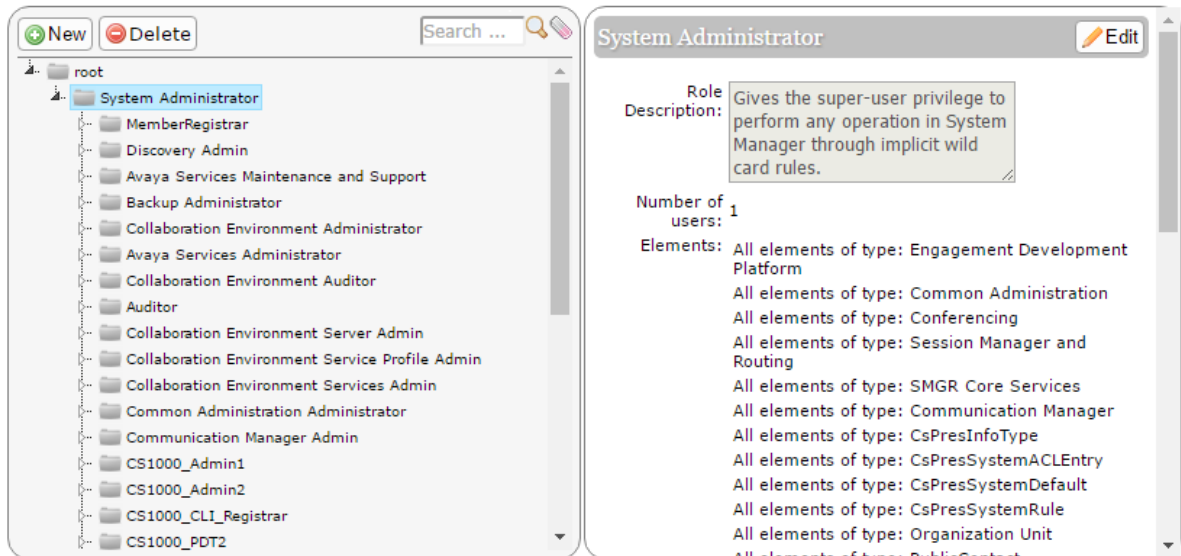 New
Delete
Search ...
root
System Administrator
MemberRegistrar
Discovery Admin
Avaya Services Maintenance and Support
Backup Administrator
Collaboration Environment Administrator
Avaya Services Administrator
Collaboration Environment Auditor
Auditor
Collaboration Environment Server Admin
Collaboration Environment Service Profile Admin
Collaboration Environment Services Admin
Common Administration Administrator
Communication Manager Admin
CS1000_Admin1
CS1000_Admin2
CS1000_CLI_Registrar
CS1000_PDT2
System Administrator
Edit
Role
Description:
Gives the super-user privilege to
perform any operation in System
Manager through implicit wild
card rules.
Number of
users:
1
Elements:
All elements of type: Engagement Development
Platform
All elements of type: Common Administration
All elements of type: Conferencing
All elements of type: Session Manager and
Routing
All elements of type: SMGR Core Services
All elements of type: Communication Manager
All elements of type: CsPresInfoType
All elements of type: CsPresSystemACLEntry
All elements of type: CsPresSystemDefault
All elements of type: CsPresSystemRule
All elements of type: Organization Unit
All elements of type: PublicContact